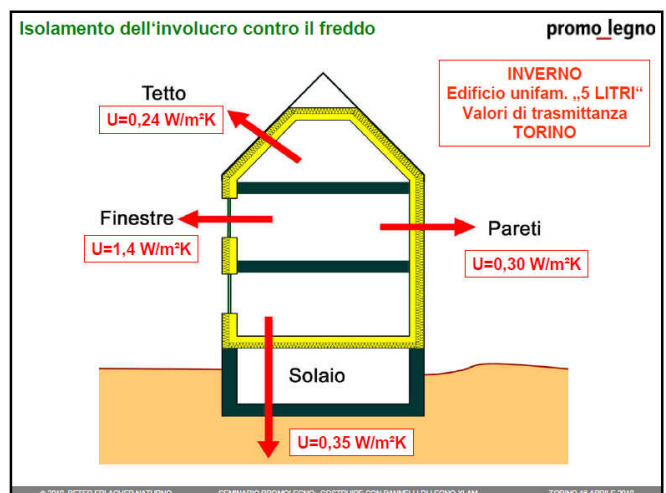 Isolamento dell'involucro contro il freddo
promo_legno
INVERNO
Edificio unifam. „5 LITRI“
Valori di trasmittanza
TORINO
Tetto
U=0,24 W/m²K
Finestre
U=1,4 W/m²K
Pareti
U=0,30 W/m²K
Solaio
U=0,35 W/m²K